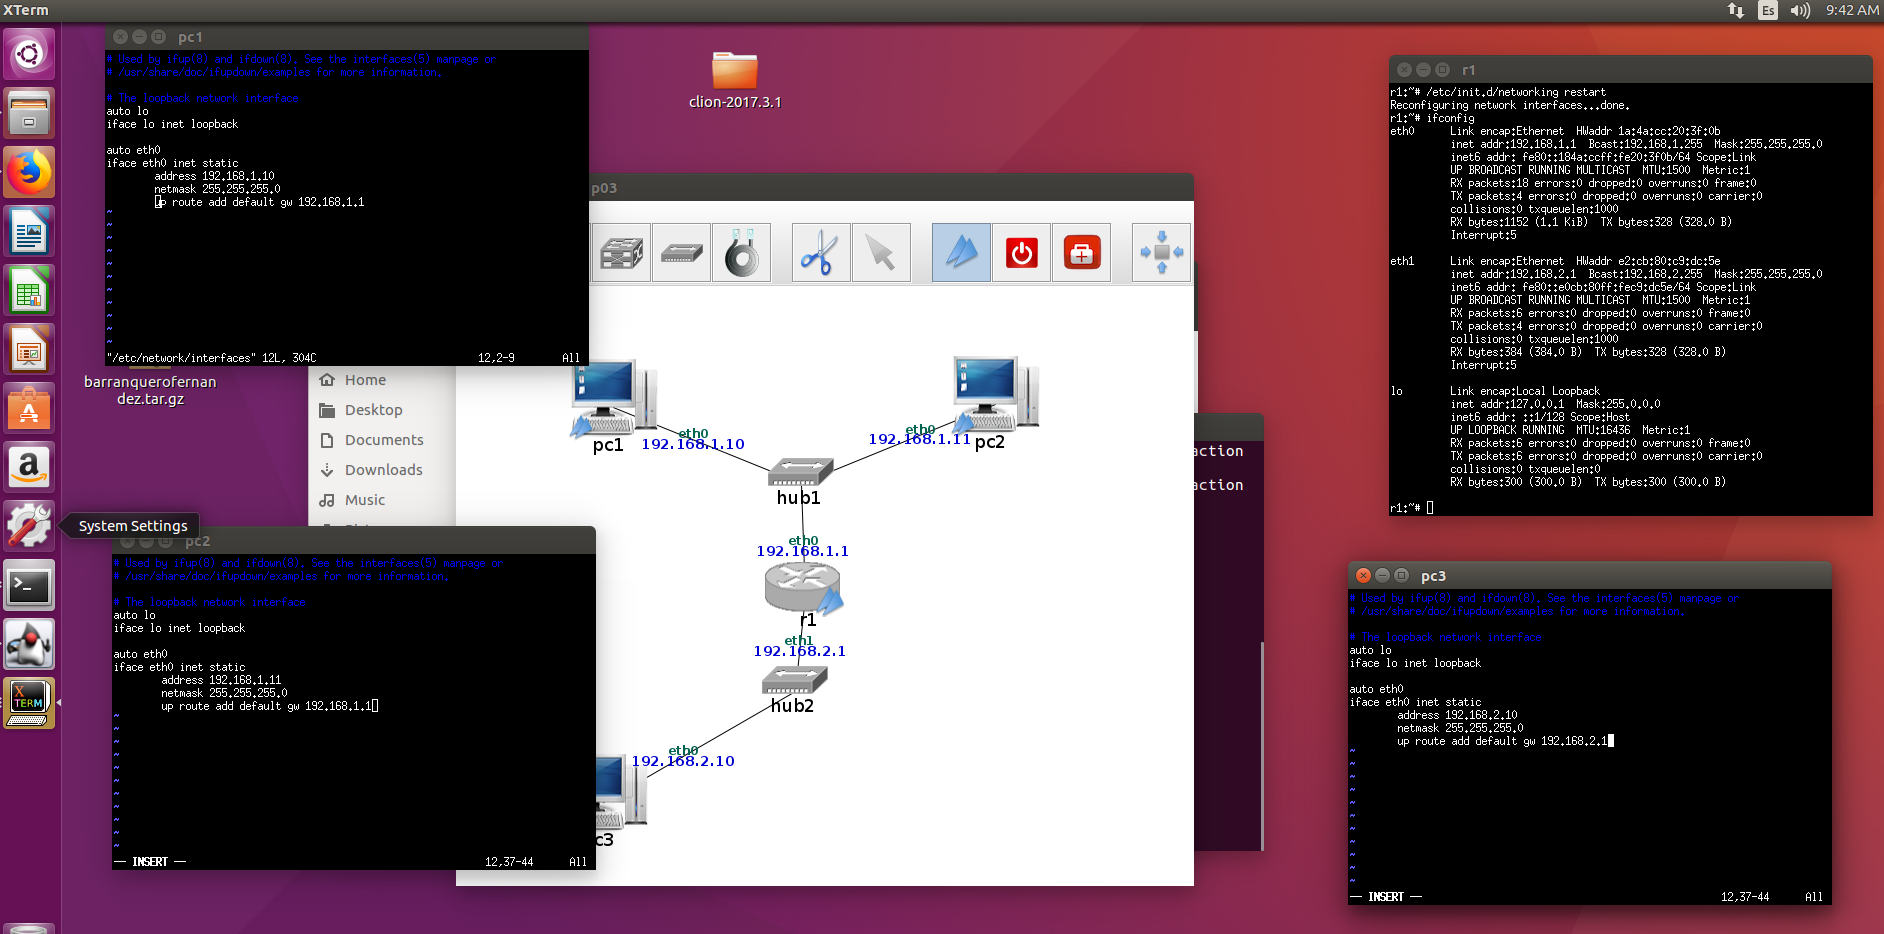 XTerm
Es
9:42 AM
pc1
# Used by ifup(8) and ifdown(8). See the interfaces(5) manpage or
# /usr/share/doc/ifupdown/examples for more information.
# The loopback network interface
auto lo
iface lo inet loopback
auto eth0
iface eth0 inet static
address 192.168.1.10
netmask 255.255.255.0
up route add default gw 192.168.1.1
~
~
~
~
~
~
~
~
~
~
"/etc/network/interfaces" 12L, 304C 12,2-9 All
clion-2017.3.1
barranquerofernan
dez.tar.gz
Home
Desktop
Documents
Downloads
Music
System Settings
p03
pc1
eth0
192.168.1.10
pc2
eth0
192.168.1.11
hub1
eth0
192.168.1.1
r1
eth1
192.168.2.1
hub2
eth0
192.168.2.10
c3
action
action
pc2
# Used by ifup(8) and ifdown(8). See the interfaces(5) manpage or
# /usr/share/doc/ifupdown/examples for more information.
# The loopback network interface
auto lo
iface lo inet loopback
auto eth0
iface eth0 inet static
address 192.168.1.11
netmask 255.255.255.0
up route add default gw 192.168.1.1
~
~
~
~
~
~
~
~
~
~
~
-- INSERT -- 12,37-44 All
r1
r1:~# /etc/init.d/networking restart
Reconfiguring network interfaces...done.
r1:~# ifconfig
eth0 Link encap:Ethernet HWaddr 1a:4a:cc:20:3f:0b
inet addr:192.168.1.1 Bcast:192.168.1.255 Mask:255.255.255.0
inet6 addr: fe80::184a:ccff:fe20:3f0b/64 Scope:Link
UP BROADCAST RUNNING MULTICAST MTU:1500 Metric:1
RX packets:18 errors:0 dropped:0 overruns:0 frame:0
TX packets:4 errors:0 dropped:0 overruns:0 carrier:0
collisions:0 txqueuelen:1000
RX bytes:1152 (1.1 KiB) TX bytes:328 (328.0 B)
Interrupt:5
eth1 Link encap:Ethernet HWaddr e2:cb:80:c9:dc:5e
inet addr:192.168.2.1 Bcast:192.168.2.255 Mask:255.255.255.0
inet6 addr: fe80::e0cb:80ff:fec9:dc5e/64 Scope:Link
UP BROADCAST RUNNING MULTICAST MTU:1500 Metric:1
RX packets:6 errors:0 dropped:0 overruns:0 frame:0
TX packets:4 errors:0 dropped:0 overruns:0 carrier:0
collisions:0 txqueuelen:1000
RX bytes:384 (384.0 B) TX bytes:328 (328.0 B)
Interrupt:5
lo Link encap:Local Loopback
inet addr:127.0.0.1 Mask:255.0.0.0
inet6 addr: ::1/128 Scope:Host
UP LOOPBACK RUNNING MTU:16436 Metric:1
RX packets:6 errors:0 dropped:0 overruns:0 frame:0
TX packets:6 errors:0 dropped:0 overruns:0 carrier:0
collisions:0 txqueuelen:0
RX bytes:300 (300.0 B) TX bytes:300 (300.0 B)
r1:~#
pc3
# Used by ifup(8) and ifdown(8). See the interfaces(5) manpage or
# /usr/share/doc/ifupdown/examples for more information.
# The loopback network interface
auto lo
iface lo inet loopback
auto eth0
iface eth0 inet static
address 192.168.2.10
netmask 255.255.255.0
up route add default gw 192.168.2.1
~
~
~
~
~
~
~
~
~
~
~
-- INSERT -- 12,37-44 All
X
TERM